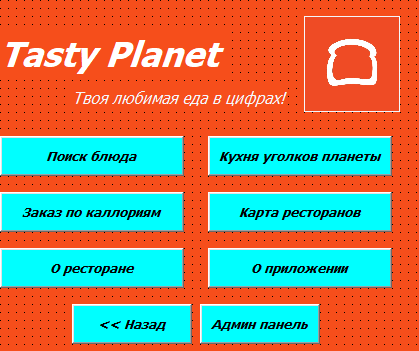 Tasty Planet
Твоя любимая еда в цифрах!
Поиск блюда
Кухня уголков планеты
Заказ по каллориям
Карта ресторанов
О ресторане
О приложении
<< Назад
Админ панель